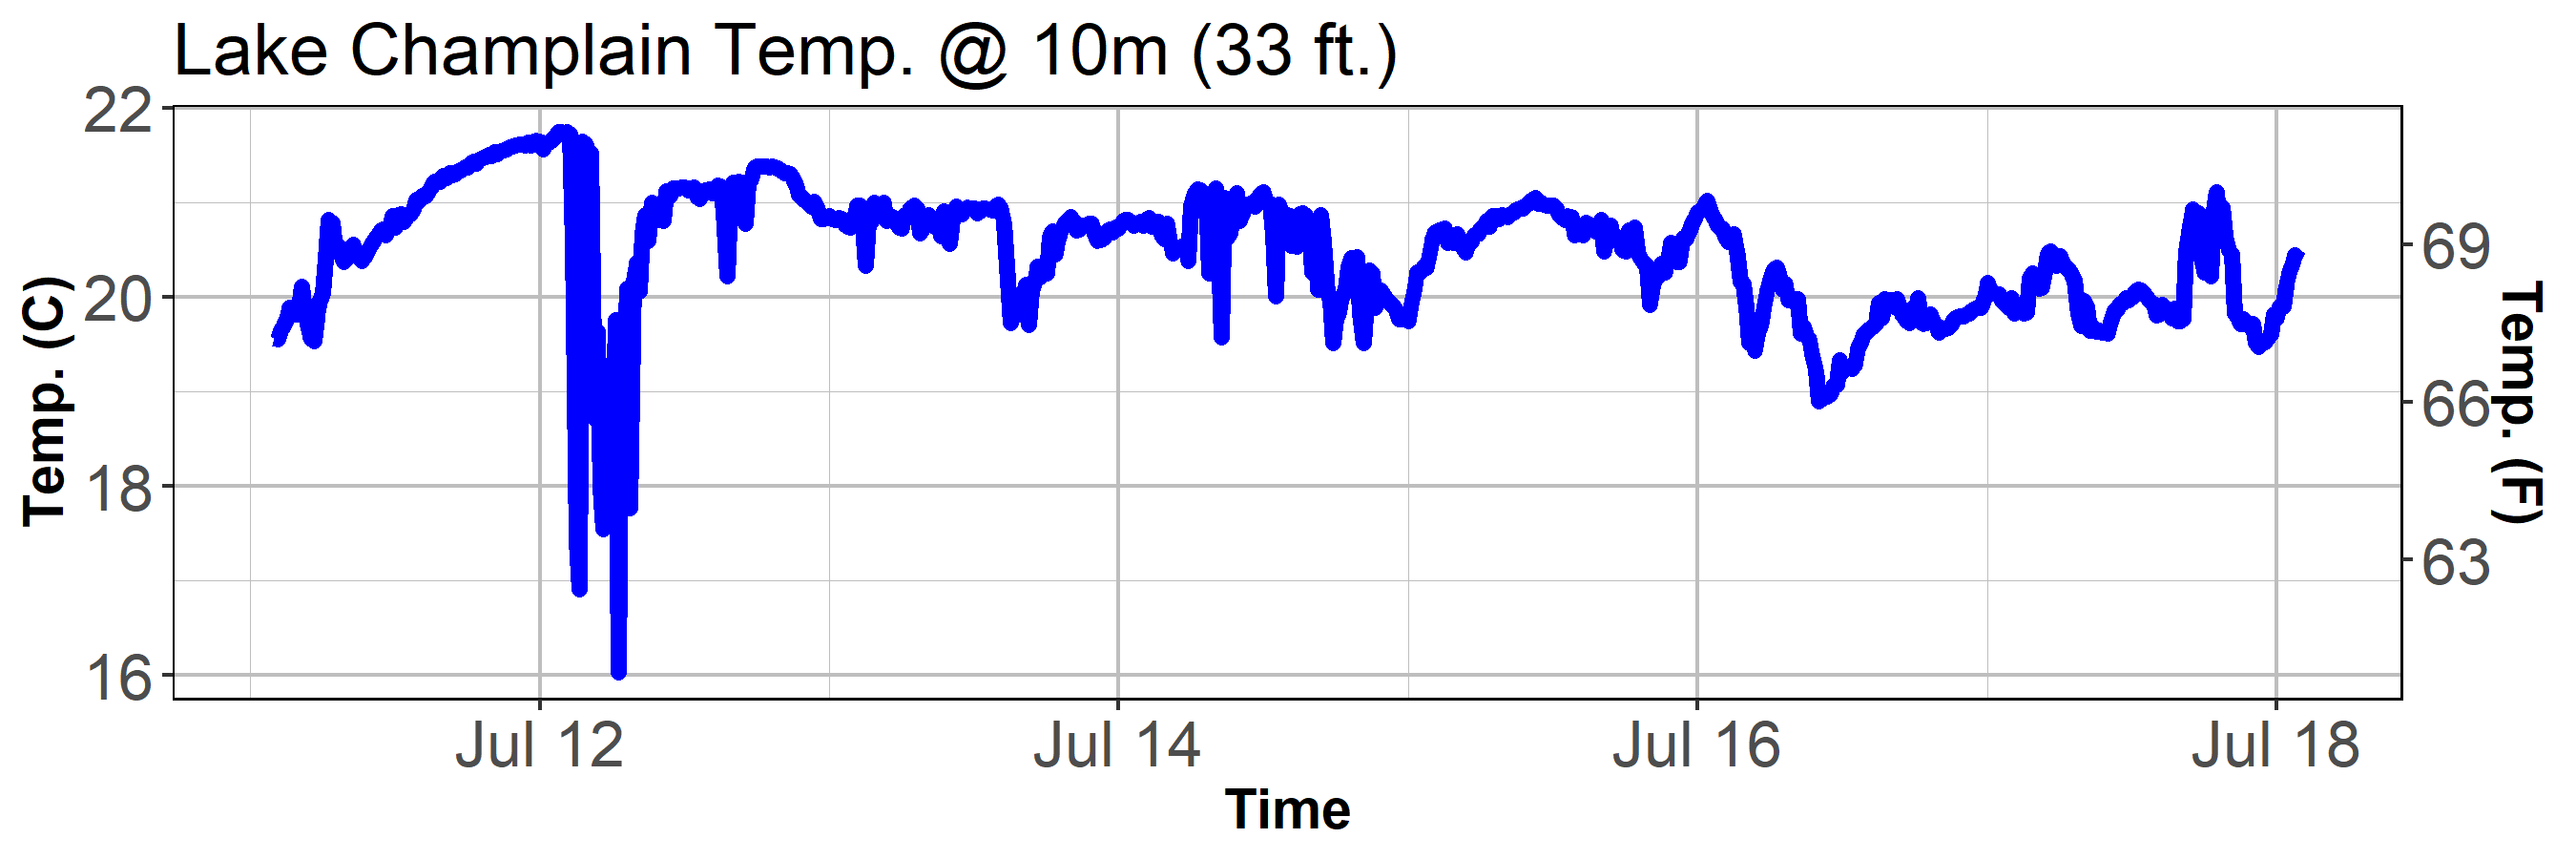 Lake Champlain Temp. @ 10m (33 ft.)
Temp. (C)
22
20
18
16
69
66
63
Temp. (F)
Jul 12 Jul 14 Jul 16 Jul 18
Time